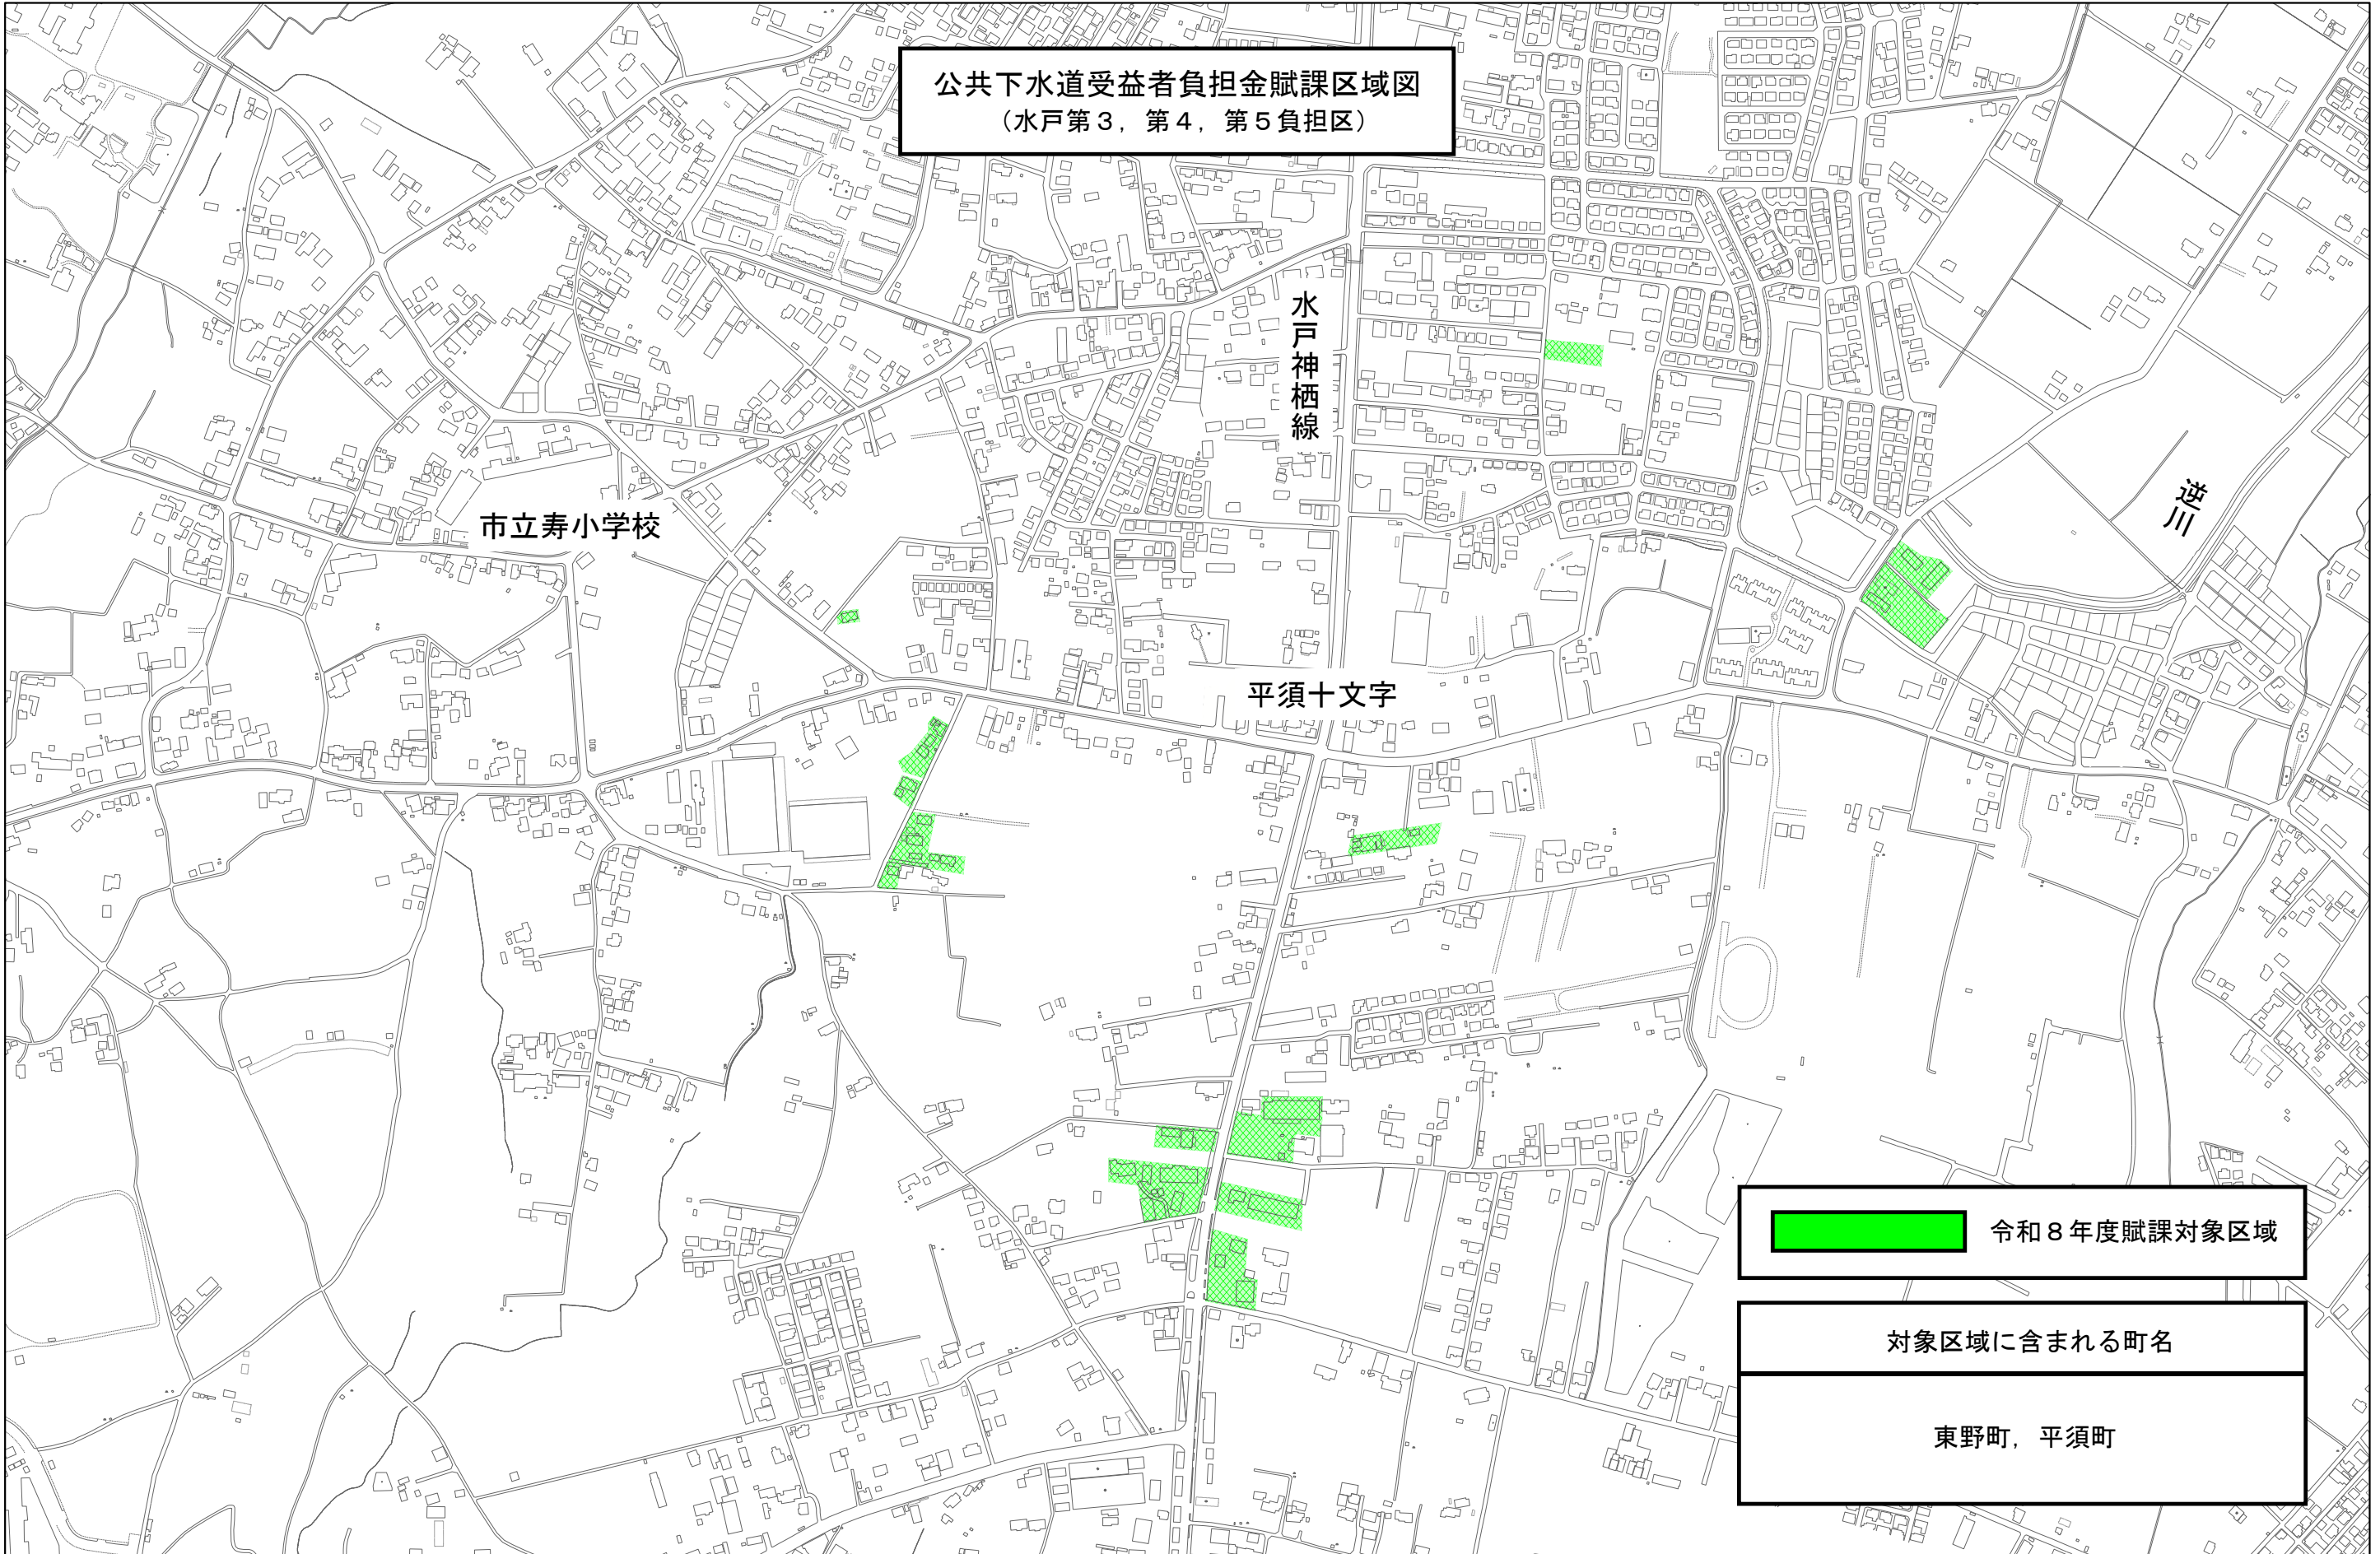 公共下水道受益者負担金賦課区域図
（水戸第３，第４，第５負担区）
水戸神栖線
逆川
市立寿小学校
平須十文字
令和８年度賦課対象区域
対象区域に含まれる町名
東野町，平須町